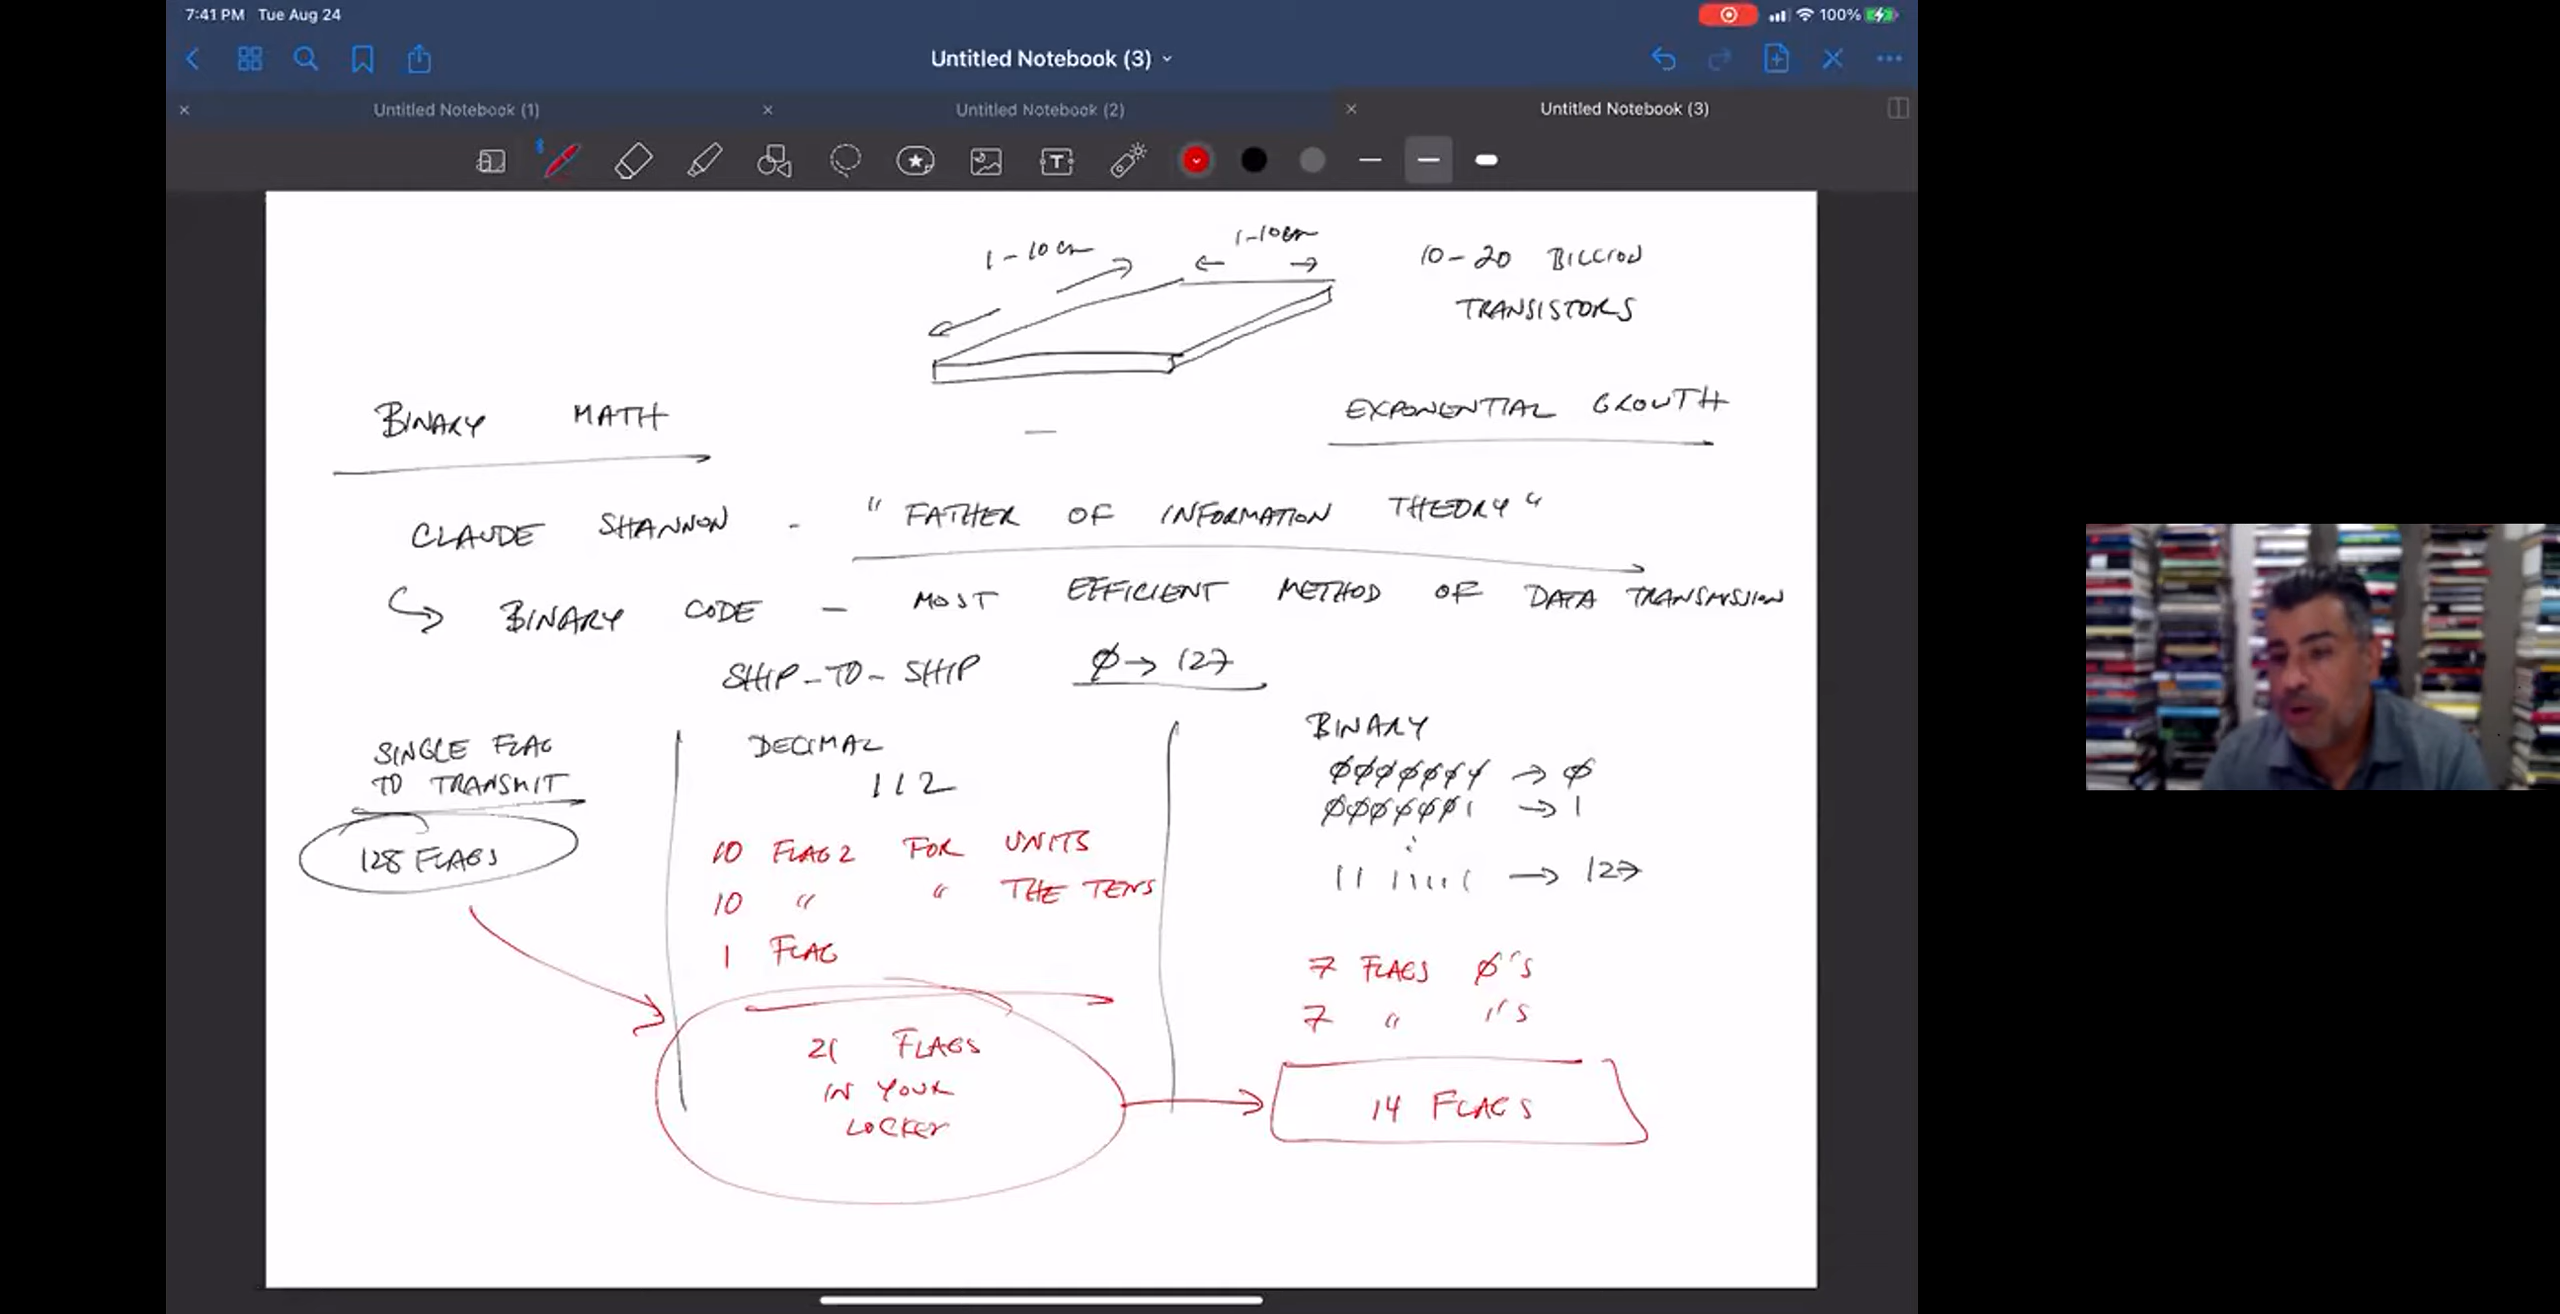 7:41 PM Tue Aug 24
100%
Untitled Notebook (3)
Untitled Notebook (1)
Untitled Notebook (2)
Untitled Notebook (3)
1-10cm
1-10cm
10-20 BILLION
TRANSISTORS
BINARY MATH
—
EXPONENTIAL GROWTH
CLAUDE SHANNON - "FATHER OF INFORMATION THEORY"
↳ BINARY CODE - MOST EFFICIENT METHOD OF DATA TRANSMISSION
SHIP-TO-SHIP Ø → 127
SINGLE FLAG
TO TRANSMIT
128 FLAGS
DECIMAL
112
10 FLAG2 FOR UNITS
10 " " THE TENS
1 FLAG
21 FLAGS
IN YOUR
LOCKER
BINARY
ØØØØØØØ → Ø
ØØØØØØ1 → 1
:
1111111 → 127
7 FLAGS Ø's
7 " 1's
14 FLAGS